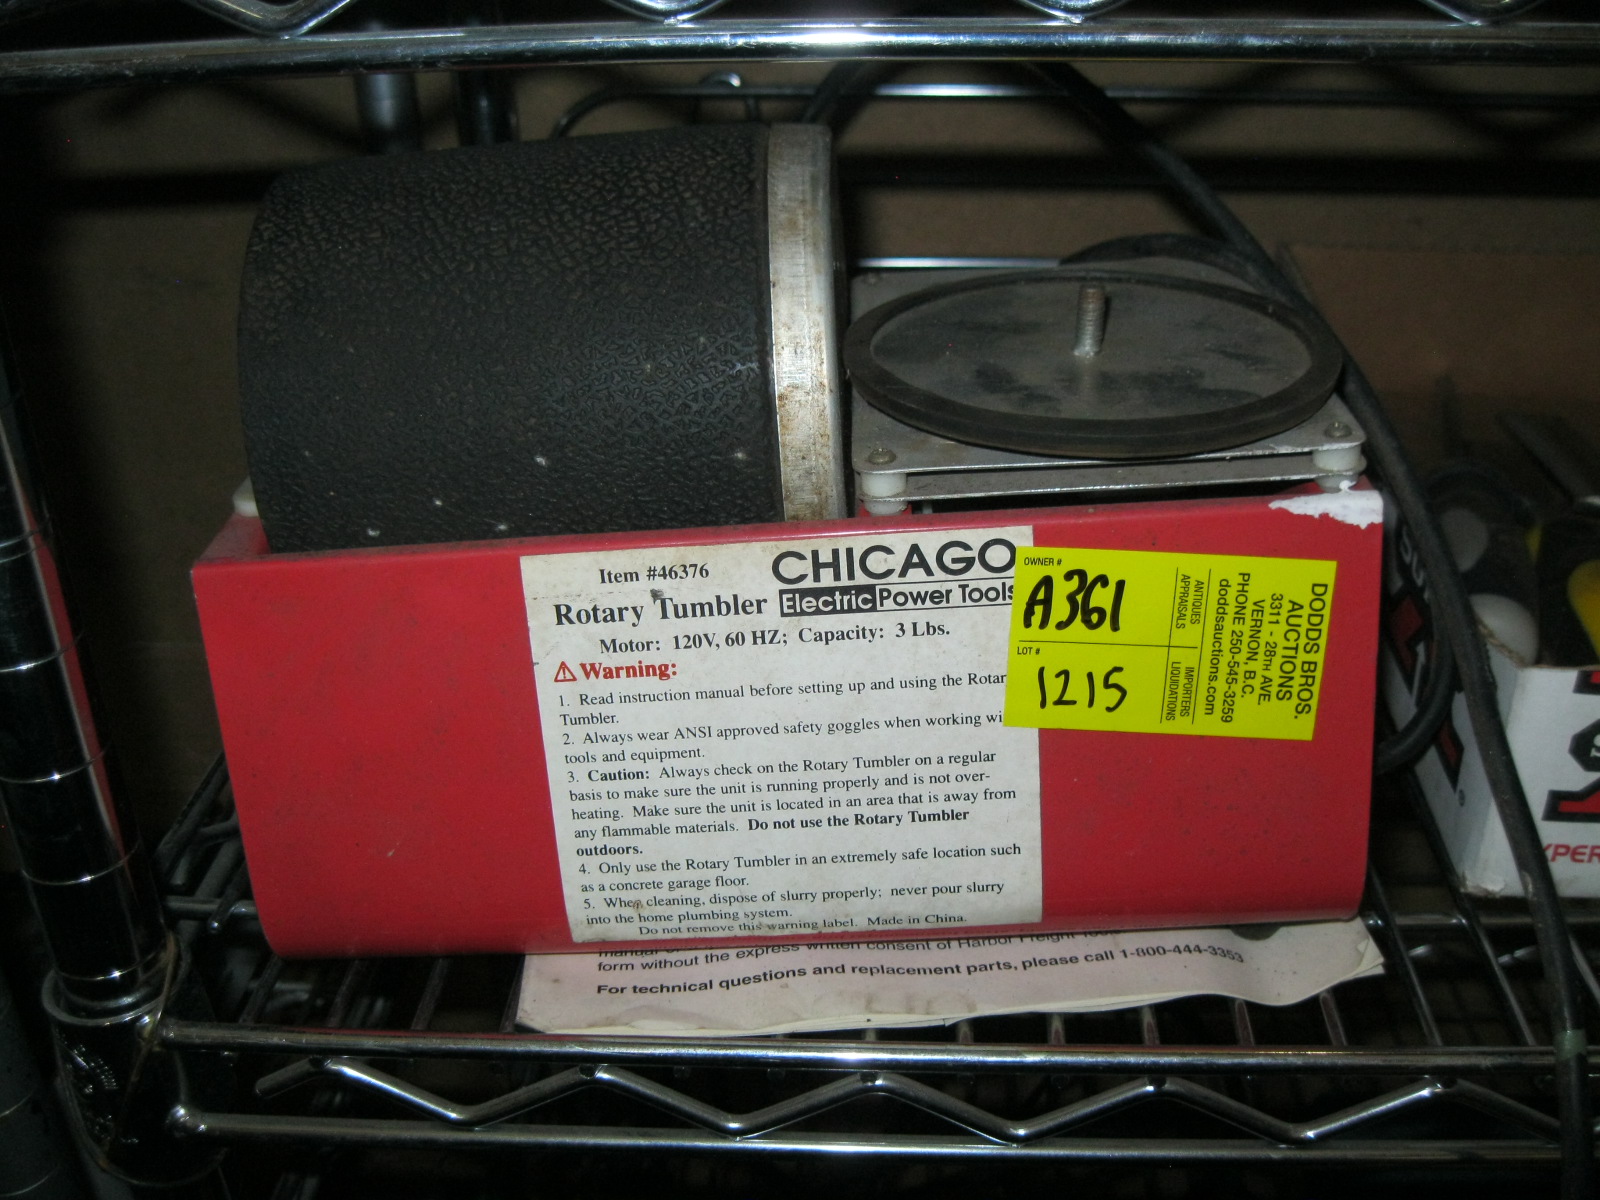 Item #46376
CHICAGO
Electric Power Tools
Rotary Tumbler
Motor: 120V, 60 HZ; Capacity: 3 Lbs.
Warning:
1. Read instruction manual before setting up and using the Rotar
Tumbler.
2. Always wear ANSI approved safety goggles when working wi
tools and equipment.
3. Caution: Always check on the Rotary Tumbler on a regular
basis to make sure the unit is running properly and is not over-
heating. Make sure the unit is located in an area that is away from
any flammable materials. Do not use the Rotary Tumbler
outdoors.
4. Only use the Rotary Tumbler in an extremely safe location such
as a concrete garage floor.
5. When cleaning, dispose of slurry properly; never pour slurry
into the home plumbing system.
Do not remove this warning label. Made in China.
OWNER #
A361
LOT #
1215
ANTIQUES
APPRAISALS
IMPORTERS
LIQUIDATIONS
DODDS BROS.
AUCTIONS
3311 - 28TH AVE.
VERNON, B.C.
PHONE 250-545-3259
doddsauctions.com
form without the express written consent of Harbor Freight Tools
For technical questions and replacement parts, please call 1-800-444-3353